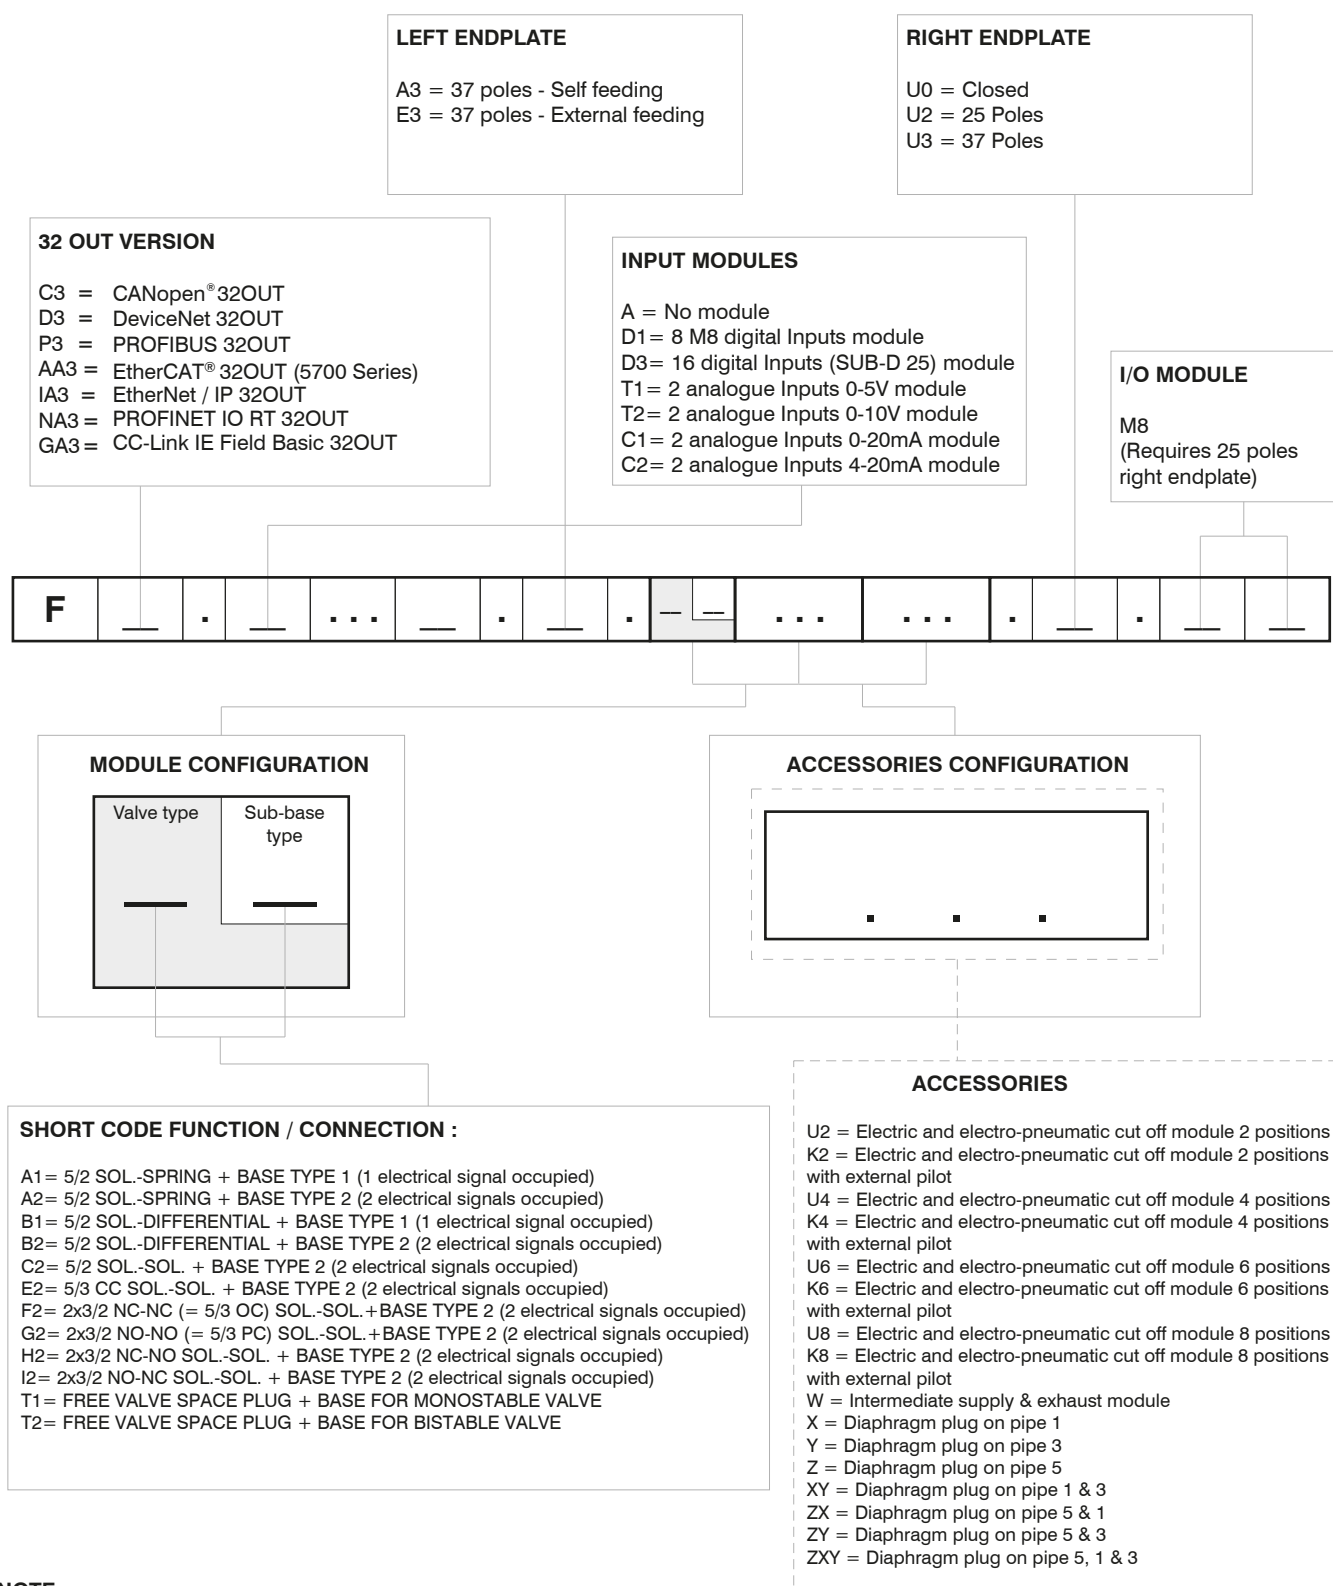 LEFT ENDPLATE
A3 = 37 poles - Self feeding
E3 = 37 poles - External feeding
RIGHT ENDPLATE
U0 = Closed
U2 = 25 Poles
U3 = 37 Poles
32 OUT VERSION
C3 = CANopen® 32OUT
D3 = DeviceNet 32OUT
P3 = PROFIBUS 32OUT
AA3 = EtherCAT® 32OUT (5700 Series)
IA3 = EtherNet / IP 32OUT
NA3= PROFINET IO RT 32OUT
GA3= CC-Link IE Field Basic 32OUT
INPUT MODULES
A = No module
D1= 8 M8 digital Inputs module
D3= 16 digital Inputs (SUB-D 25) module
T1= 2 analogue Inputs 0-5V module
T2= 2 analogue Inputs 0-10V module
C1= 2 analogue Inputs 0-20mA module
C2= 2 analogue Inputs 4-20mA module
I/O MODULE
M8
(Requires 25 poles
right endplate)
F __ . __ ... __ . __ . __ __ ... ... . __ . __ __
MODULE CONFIGURATION
Valve type
Sub-base
type
ACCESSORIES CONFIGURATION
. . .
SHORT CODE FUNCTION / CONNECTION :
A1= 5/2 SOL.-SPRING + BASE TYPE 1 (1 electrical signal occupied)
A2= 5/2 SOL.-SPRING + BASE TYPE 2 (2 electrical signals occupied)
B1= 5/2 SOL.-DIFFERENTIAL + BASE TYPE 1 (1 electrical signal occupied)
B2= 5/2 SOL.-DIFFERENTIAL + BASE TYPE 2 (2 electrical signals occupied)
C2= 5/2 SOL.-SOL. + BASE TYPE 2 (2 electrical signals occupied)
E2= 5/3 CC SOL.-SOL. + BASE TYPE 2 (2 electrical signals occupied)
F2= 2x3/2 NC-NC (= 5/3 OC) SOL.-SOL.+BASE TYPE 2 (2 electrical signals occupied)
G2= 2x3/2 NO-NO (= 5/3 PC) SOL.-SOL.+BASE TYPE 2 (2 electrical signals occupied)
H2= 2x3/2 NC-NO SOL.-SOL. + BASE TYPE 2 (2 electrical signals occupied)
I2= 2x3/2 NO-NC SOL.-SOL. + BASE TYPE 2 (2 electrical signals occupied)
T1= FREE VALVE SPACE PLUG + BASE FOR MONOSTABLE VALVE
T2= FREE VALVE SPACE PLUG + BASE FOR BISTABLE VALVE
ACCESSORIES
U2 = Electric and electro-pneumatic cut off module 2 positions
K2 = Electric and electro-pneumatic cut off module 2 positions
with external pilot
U4 = Electric and electro-pneumatic cut off module 4 positions
K4 = Electric and electro-pneumatic cut off module 4 positions
with external pilot
U6 = Electric and electro-pneumatic cut off module 6 positions
K6 = Electric and electro-pneumatic cut off module 6 positions
with external pilot
U8 = Electric and electro-pneumatic cut off module 8 positions
K8 = Electric and electro-pneumatic cut off module 8 positions
with external pilot
W = Intermediate supply & exhaust module
X = Diaphragm plug on pipe 1
Y = Diaphragm plug on pipe 3
Z = Diaphragm plug on pipe 5
XY = Diaphragm plug on pipe 1 & 3
ZX = Diaphragm plug on pipe 5 & 1
ZY = Diaphragm plug on pipe 5 & 3
ZXY = Diaphragm plug on pipe 5, 1 & 3